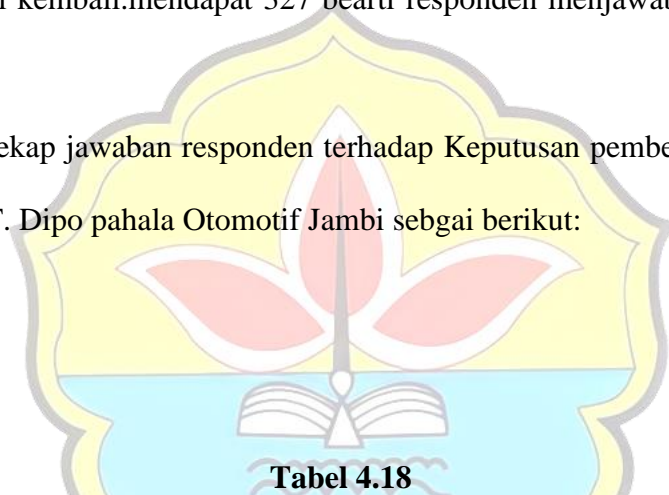 kembali.mendapat 327 bearti responden menjawab
ekap jawaban responden terhadap Keputusan pembe
. Dipo pahala Otomotif Jambi sebgai berikut:
Tabel 4.18